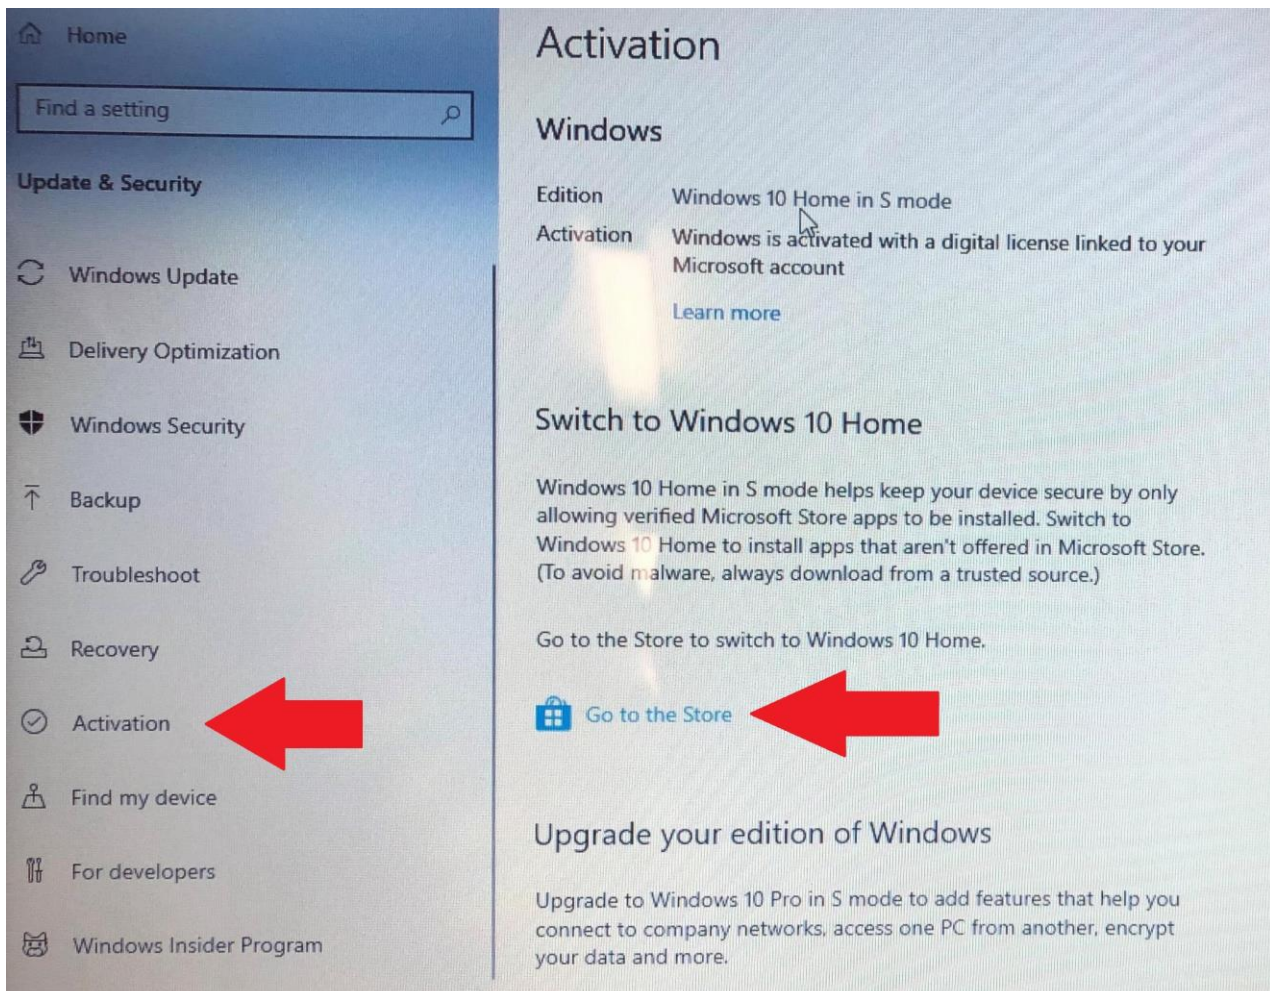 Home
Find a setting
Update & Security
Windows Update
Delivery Optimization
Windows Security
Backup
Troubleshoot
Recovery
Activation
Find my device
For developers
Windows Insider Program
Activation
Windows
Edition Windows 10 Home in S mode
Activation Windows is activated with a digital license linked to your
Microsoft account
Learn more
Switch to Windows 10 Home
Windows 10 Home in S mode helps keep your device secure by only
allowing verified Microsoft Store apps to be installed. Switch to
Windows 10 Home to install apps that aren't offered in Microsoft Store.
(To avoid malware, always download from a trusted source.)
Go to the Store to switch to Windows 10 Home.
Go to the Store
Upgrade your edition of Windows
Upgrade to Windows 10 Pro in S mode to add features that help you
connect to company networks, access one PC from another, encrypt
your data and more.